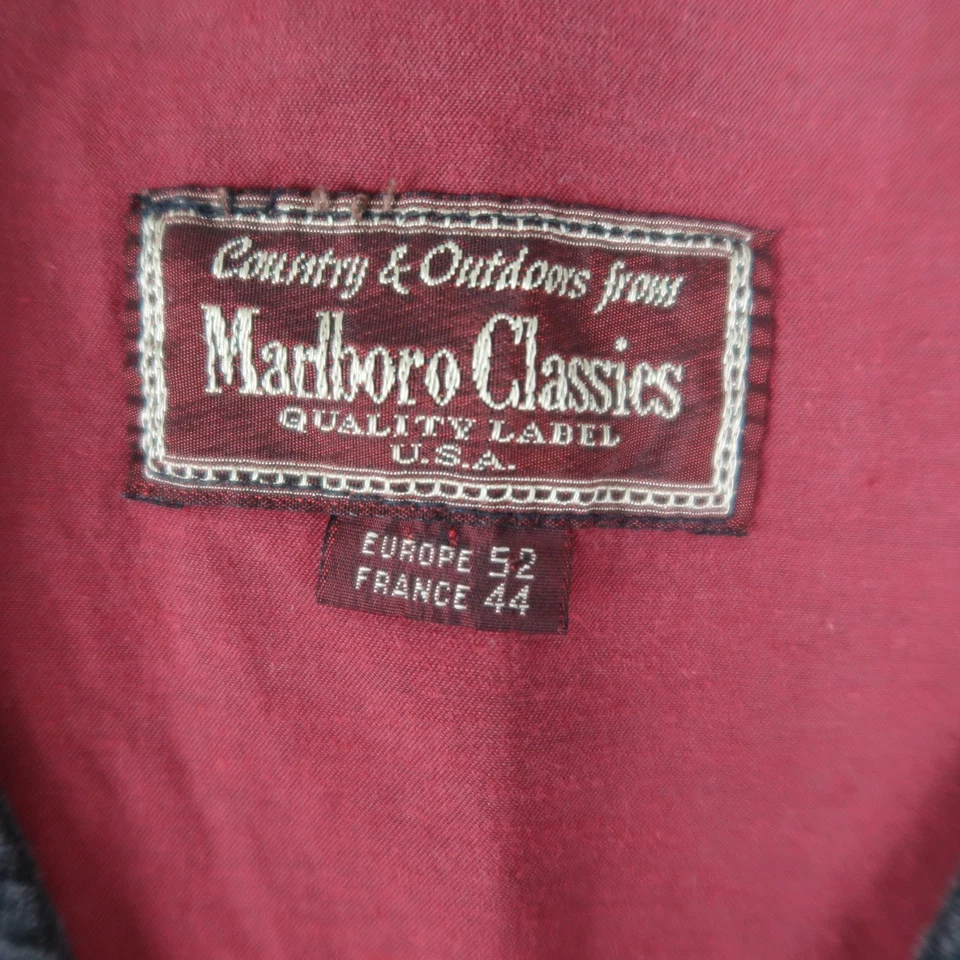 Country & Outdoors from
Marlboro Classics
QUALITY LABEL
U.S.A.
EUROPE 52
FRANCE 44